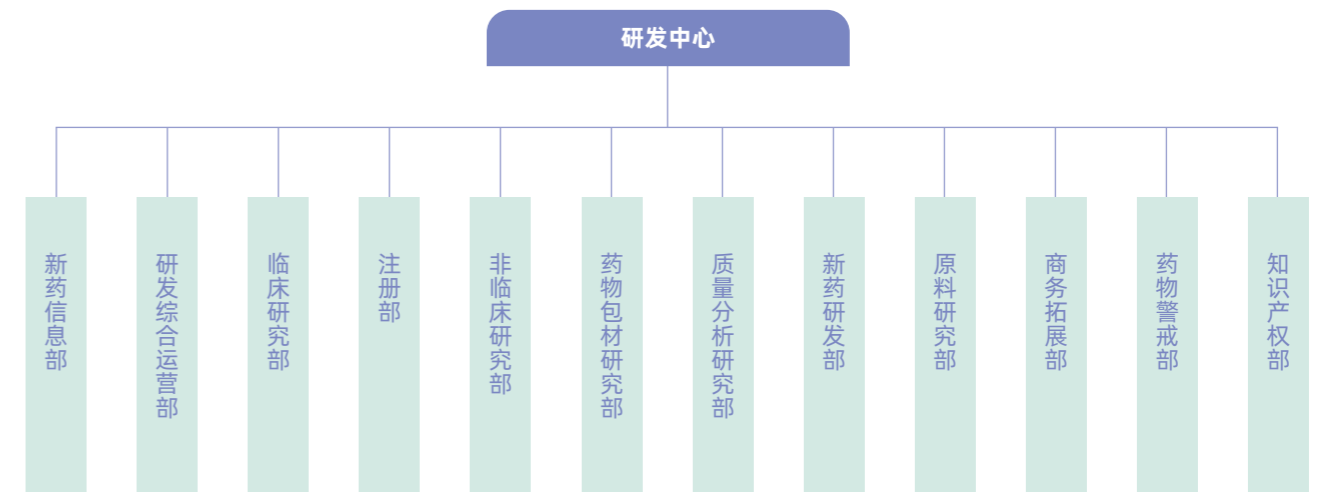 研发中心
新药信息部
研发综合运营部
临床研究部
注册部
非临床研究部
药物包材研究部
质量分析研究部
新药研发部
原料研究部
商务拓展部
药物警戒部
知识产权部